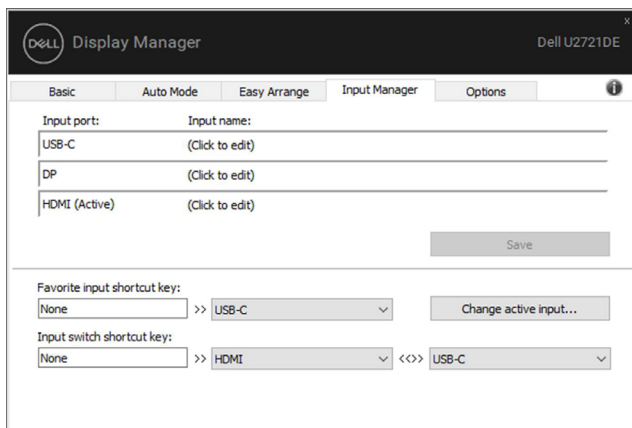 DELL Display Manager Dell U2721DE x
Basic Auto Mode Easy Arrange Input Manager Options i
Input port: Input name:
USB-C (Click to edit)
DP (Click to edit)
HDMI (Active) (Click to edit)
Save
Favorite input shortcut key:
None >> USB-C Change active input...
Input switch shortcut key:
None >> HDMI <<>> USB-C